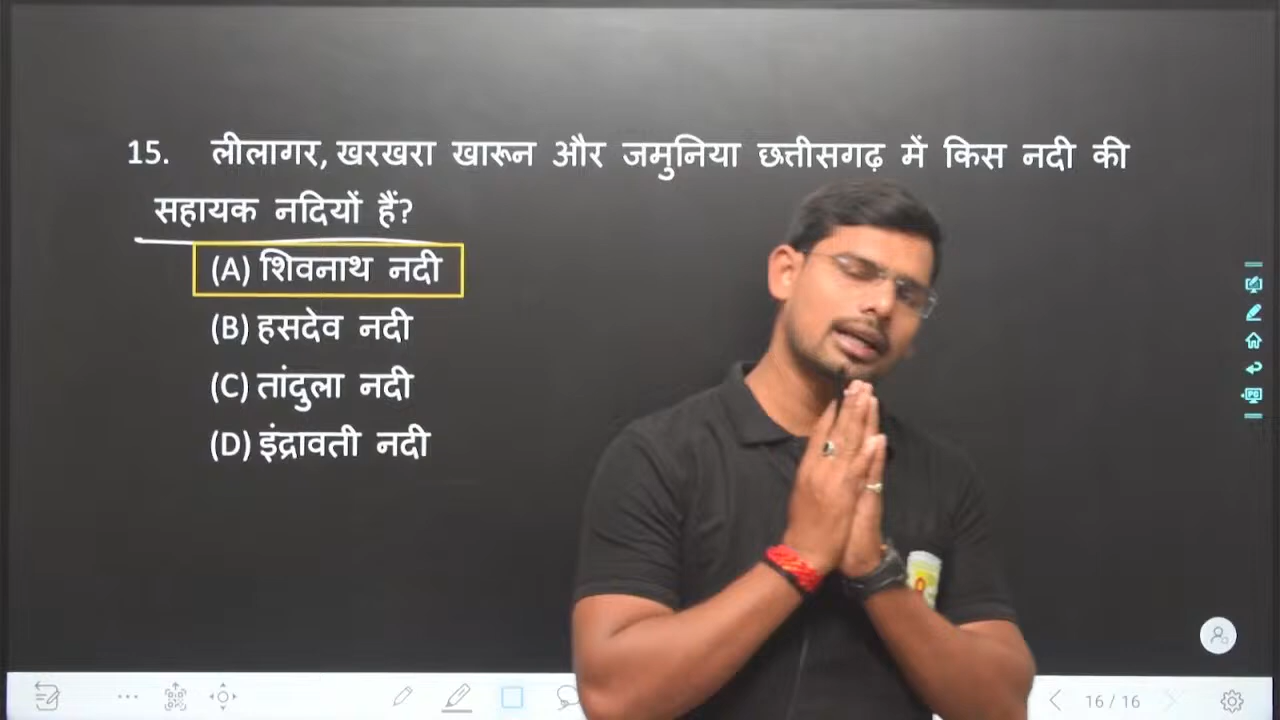 15. लीलागर, खरखरा खारून और जमुनिया छत्तीसगढ़ में किस नदी की
सहायक नदियों हैं?
(A) शिवनाथ नदी
(B) हसदेव नदी
(C) तांदुला नदी
(D) इंद्रावती नदी
16 / 16